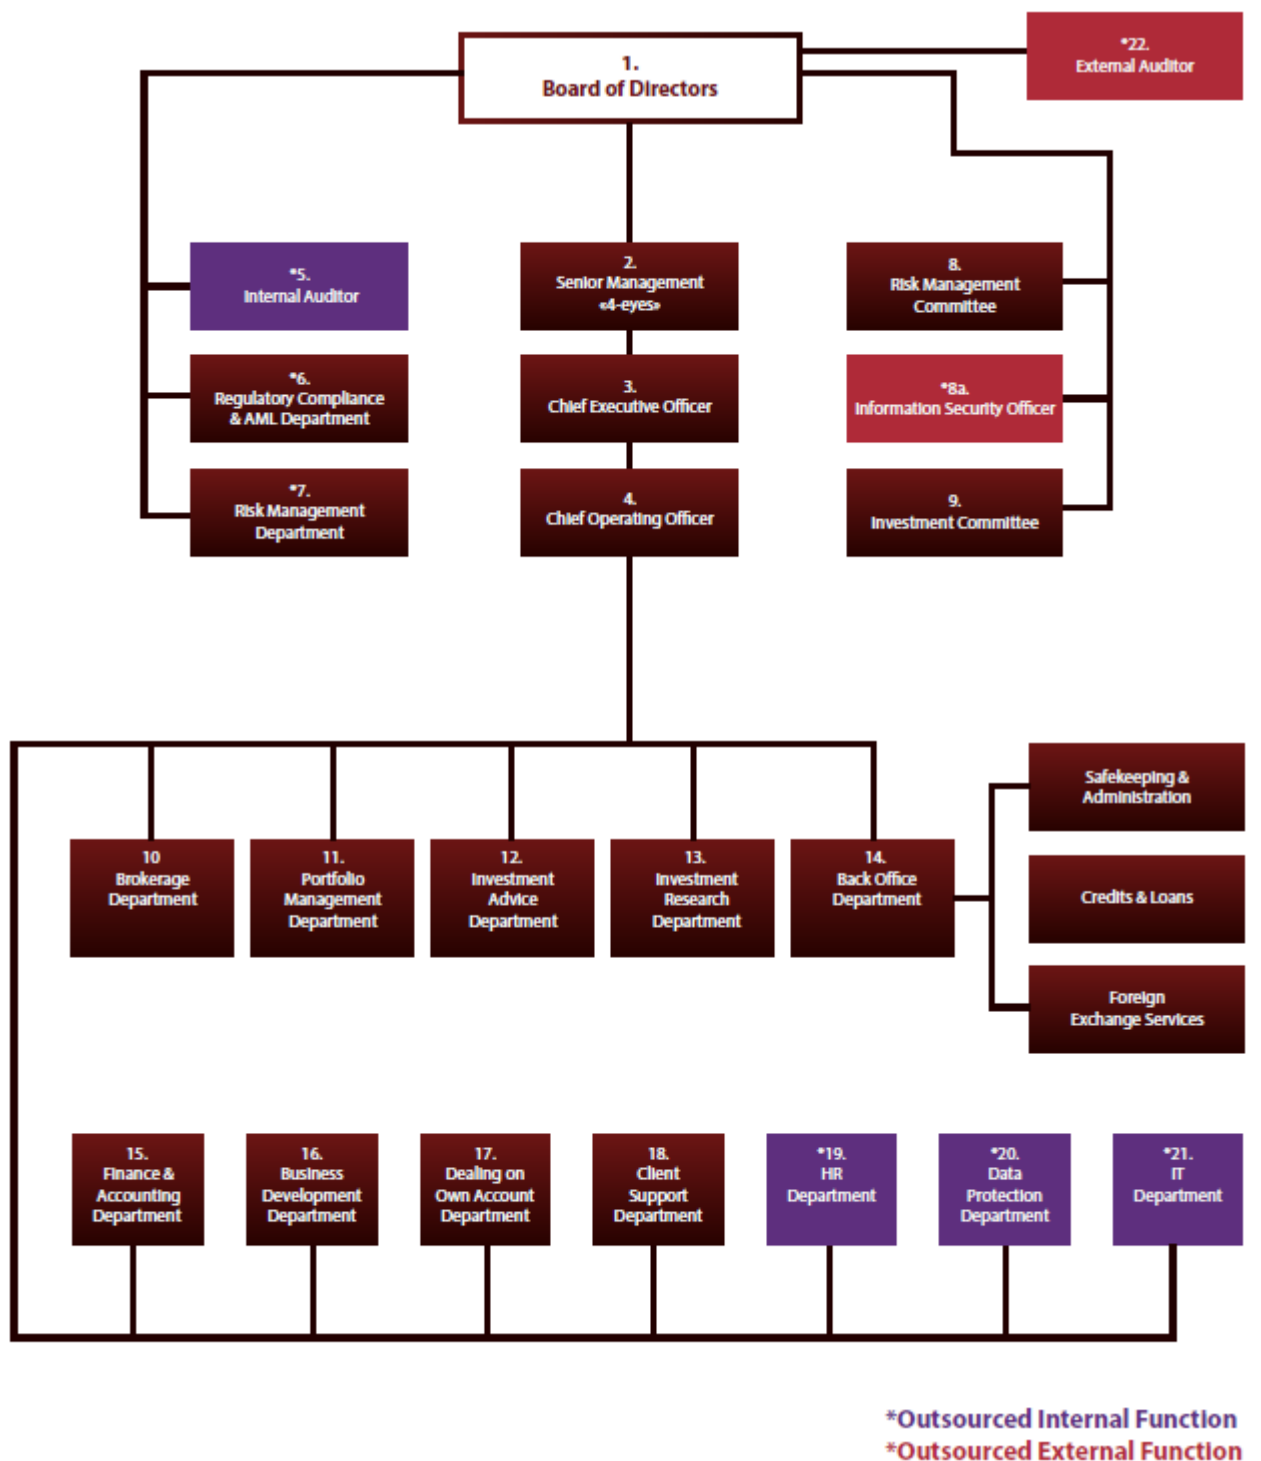 *22.
External Auditor
1.
Board of Directors
*5.
Internal Auditor
2.
Senior Management
«4-eyes»
8.
Risk Management
Committee
*6.
Regulatory Compliance
& AML Department
3.
Chief Executive Officer
*8a.
Information Security Officer
*7.
Risk Management
Department
4.
Chief Operating Officer
9.
Investment Committee
Safekeeping &
Administration
10
Brokerage
Department
11.
Portfolio
Management
Department
12.
Investment
Advice
Department
13.
Investment
Research
Department
14.
Back Office
Department
Credits & Loans
Foreign
Exchange Services
15.
Finance &
Accounting
Department
16.
Business
Development
Department
17.
Dealing on
Own Account
Department
18.
Client
Support
Department
*19.
HR
Department
*20.
Data
Protection
Department
*21.
IT
Department
*Outsourced Internal Function
*Outsourced External Function